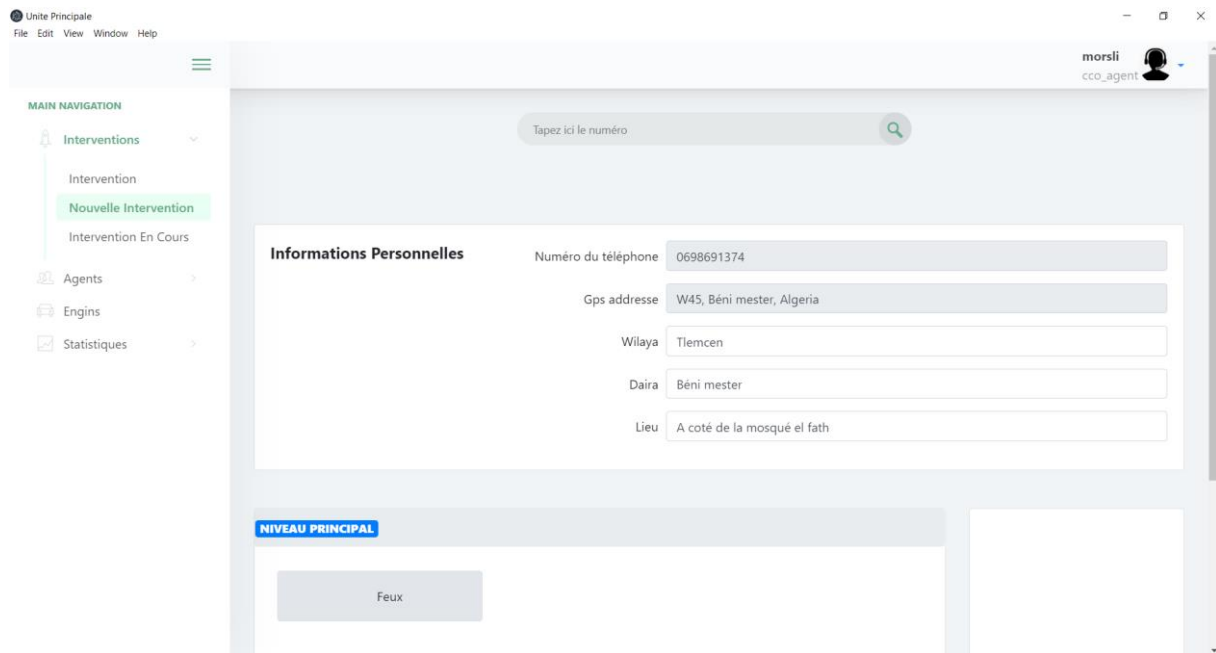 Unite Principale
File Edit View Window Help
morsli
cco_agent
MAIN NAVIGATION
Interventions
Intervention
Nouvelle Intervention
Intervention En Cours
Agents
Engins
Statistiques
Tapez ici le numéro
Informations Personnelles
Numéro du téléphone 0698691374
Gps addresse W45, Béni mester, Algeria
Wilaya Tlemcen
Daira Béni mester
Lieu A coté de la mosqué el fath
NIVEAU PRINCIPAL
Feux